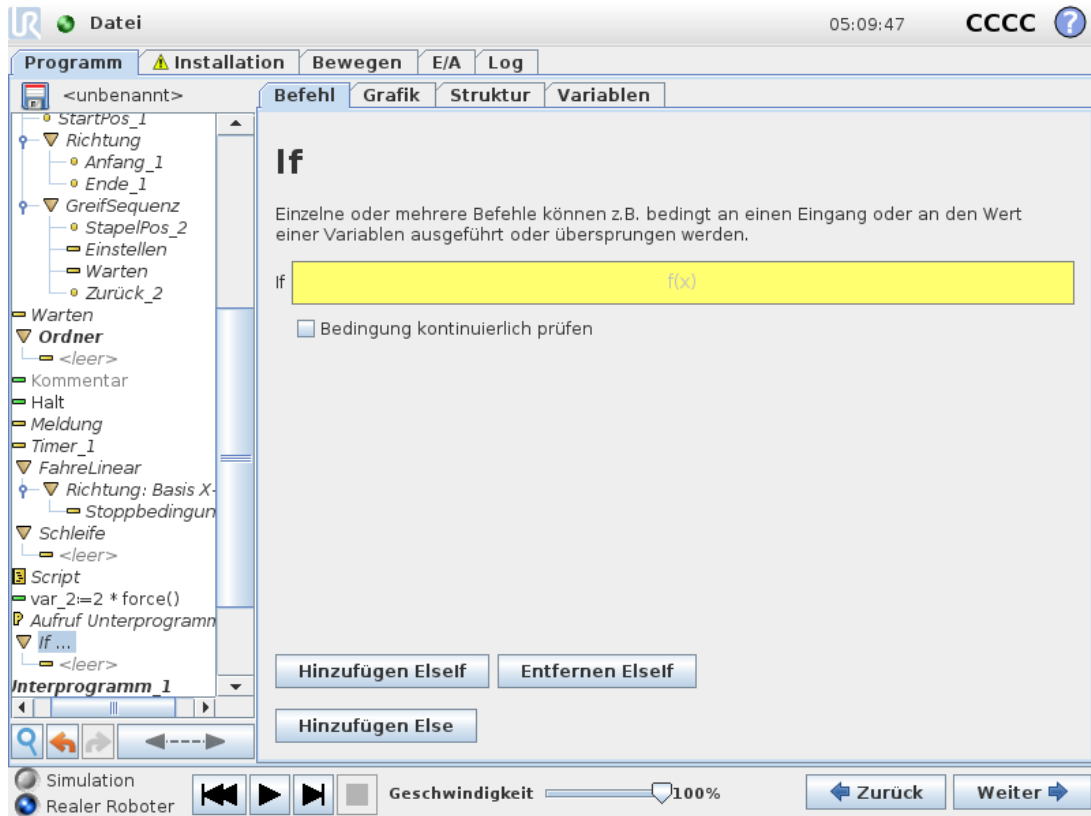 UR Datei 05:09:47 CCCC ?
Programm Installation Bewegen E/A Log
<unbenannt>
Befehl Grafik Struktur Variablen
StartPos_1
Richtung
Anfang_1
Ende_1
GreifSequenz
StapelPos_2
Einstellen
Warten
Zurück_2
Warten
Ordner
<leer>
Kommentar
Halt
Meldung
Timer_1
FahreLinear
Richtung: Basis X-
Stoppbedingun
Schleife
<leer>
Script
var_2:=2 * force()
Aufruf Unterprogramm
If ...
<leer>
Unterprogramm_1
If
Einzelne oder mehrere Befehle können z.B. bedingt an einen Eingang oder an den Wert
einer Variablen ausgeführt oder übersprungen werden.
If f(x)
Bedingung kontinuierlich prüfen
Hinzufügen ElseIf Entfernen ElseIf
Hinzufügen Else
Simulation
Realer Roboter
Geschwindigkeit 100%
Zurück Weiter